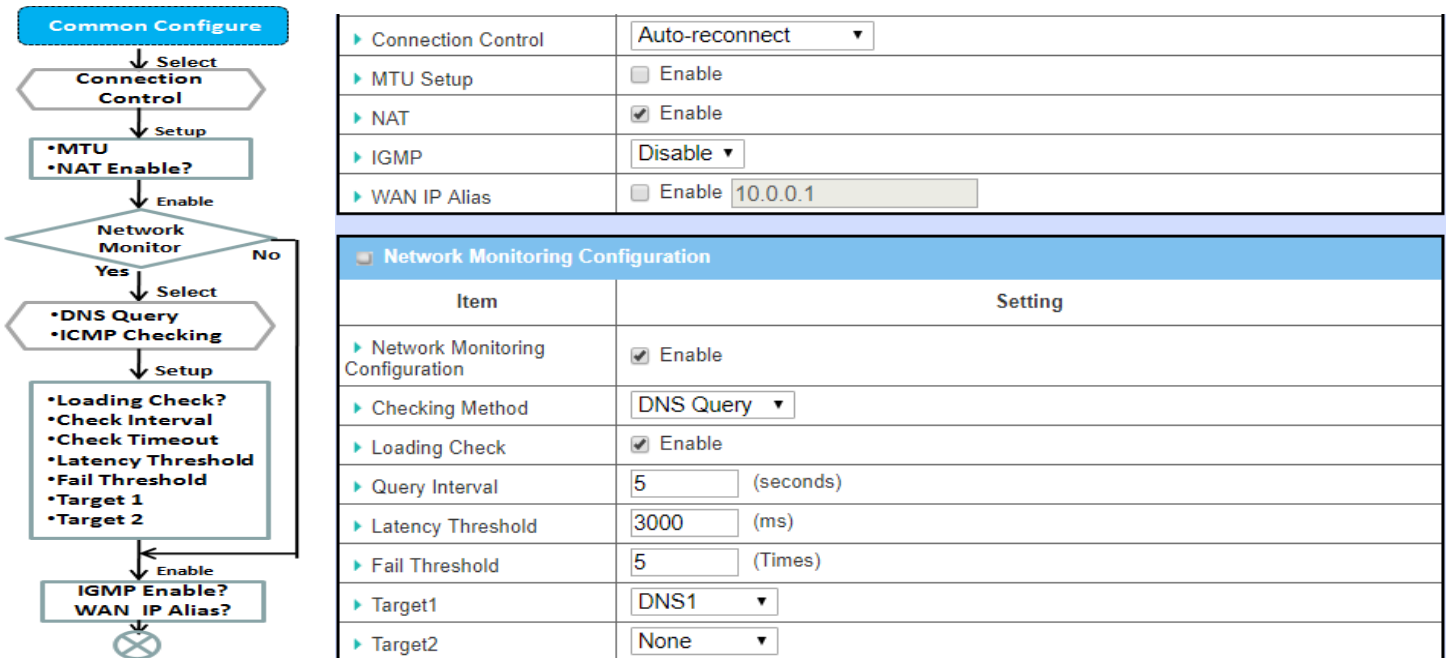 Common Configure
Select
Connection
Control
Setup
•MTU
•NAT Enable?
Enable
Network
Monitor
No
Yes
Select
•DNS Query
•ICMP Checking
Setup
•Loading Check?
•Check Interval
•Check Timeout
•Latency Threshold
•Fail Threshold
•Target 1
•Target 2
Enable
IGMP Enable?
WAN IP Alias?
Connection Control Auto-reconnect
MTU Setup Enable
NAT Enable
IGMP Disable
WAN IP Alias Enable 10.0.0.1
Network Monitoring Configuration
Item Setting
Network Monitoring
Configuration Enable
Checking Method DNS Query
Loading Check Enable
Query Interval 5 (seconds)
Latency Threshold 3000 (ms)
Fail Threshold 5 (Times)
Target1 DNS1
Target2 None